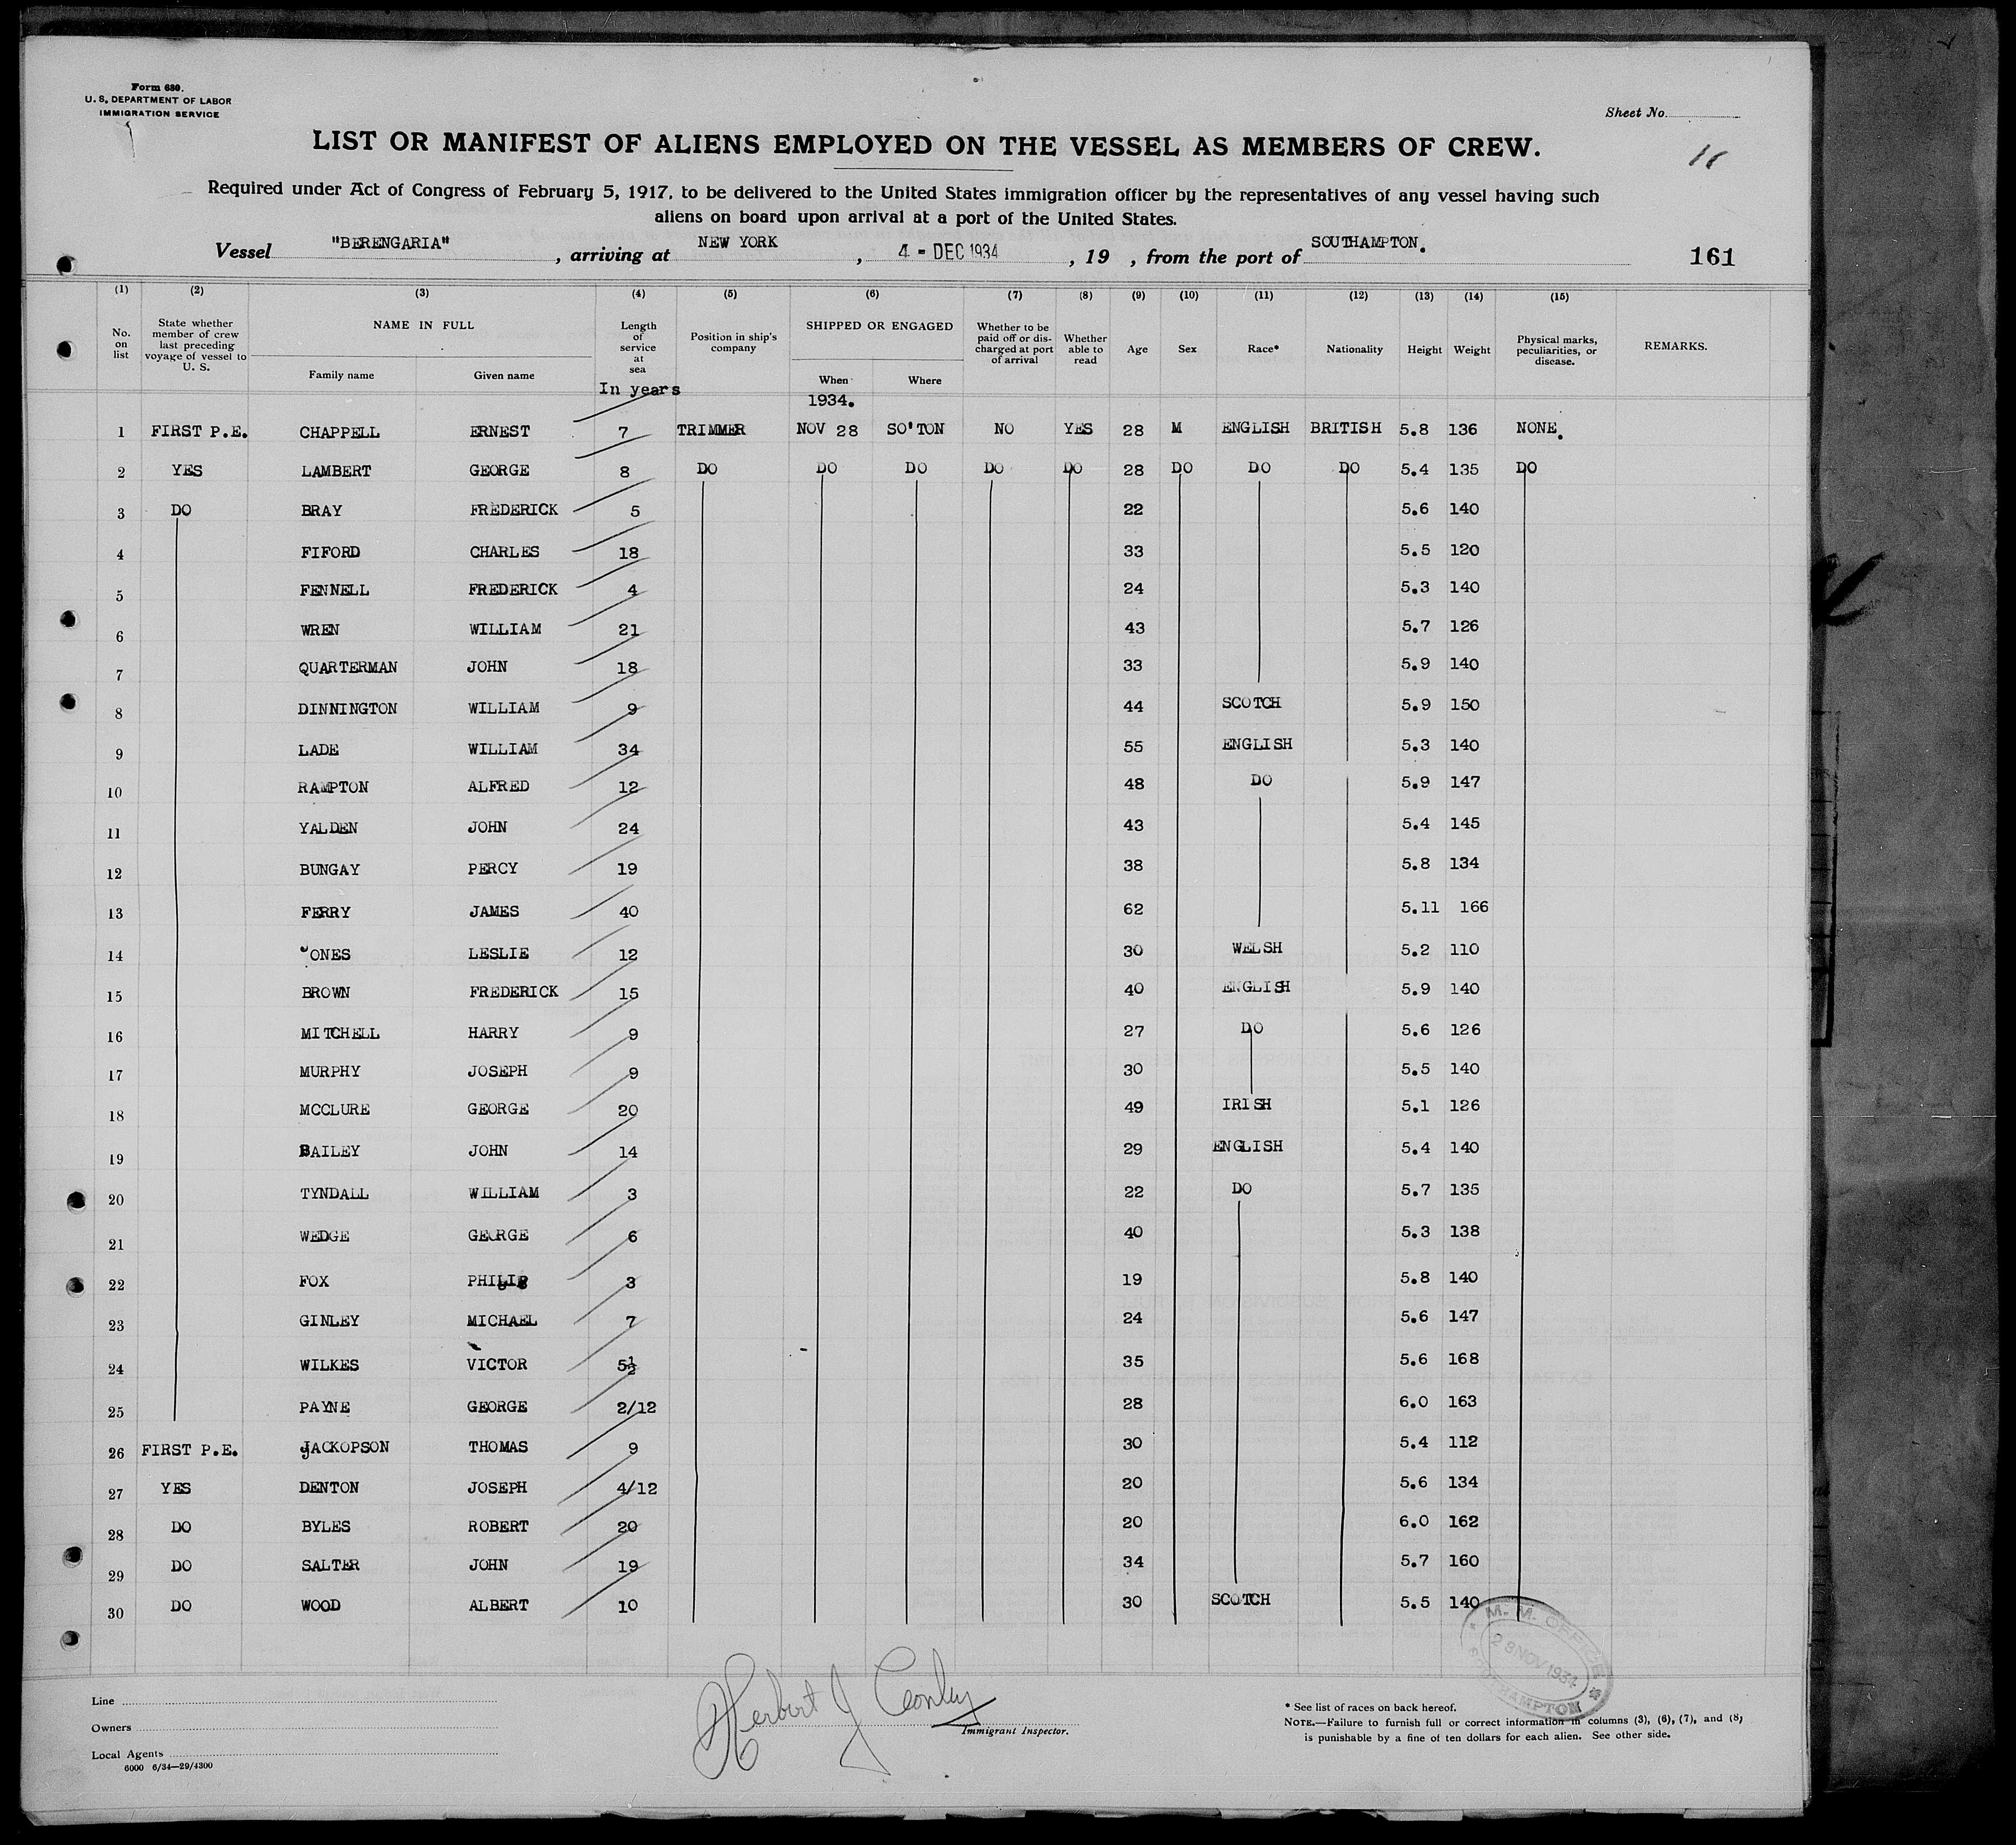 Form 680.
U. S. DEPARTMENT OF LABOR
IMMIGRATION SERVICE
Sheet No.
LIST OR MANIFEST OF ALIENS EMPLOYED ON THE VESSEL AS MEMBERS OF CREW.
Required under Act of Congress of February 5, 1917, to be delivered to the United States immigration officer by the representatives of any vessel having such
aliens on board upon arrival at a port of the United States.
Vessel "BERENGARIA", arriving at NEW YORK, 4 - DEC 1934, 19 , from the port of SOUTHAMPTON. 161
(1) (2) (3) (4) (5) (6) (7) (8) (9) (10) (11) (12) (13) (14) (15)
No. on list State whether member of crew last preceding voyage of vessel to U. S. NAME IN FULL Family name Given name Length of service at sea In years Position in ship's company SHIPPED OR ENGAGED When 1934. Where Whether to be paid off or discharged at port of arrival Whether able to read Age Sex Race* Nationality Height Weight Physical marks, peculiarities, or disease. REMARKS.
1 FIRST P.E. CHAPPELL ERNEST 7 TRIMMER NOV 28 SO'TON NO YES 28 M ENGLISH BRITISH 5.8 136 NONE.
2 YES LAMBERT GEORGE 8 DO DO DO DO DO 28 DO DO DO 5.4 135 DO
3 DO BRAY FREDERICK 5 22 5.6 140
4 FIFORD CHARLES 18 33 5.5 120
5 FENNELL FREDERICK 4 24 5.3 140
6 WREN WILLIAM 21 43 5.7 126
7 QUARTERMAN JOHN 18 33 5.9 140
8 DINNINGTON WILLIAM 9 44 SCOTCH 5.9 150
9 LADE WILLIAM 34 55 ENGLISH 5.3 140
10 RAMPTON ALFRED 12 48 DO 5.9 147
11 YALDEN JOHN 24 43 5.4 145
12 BUNGAY PERCY 19 38 5.8 134
13 FERRY JAMES 40 62 5.11 166
14 JONES LESLIE 12 30 WELSH 5.2 110
15 BROWN FREDERICK 15 40 ENGLISH 5.9 140
16 MITCHELL HARRY 9 27 DO 5.6 126
17 MURPHY JOSEPH 9 30 5.5 140
18 MCCLURE GEORGE 20 49 IRISH 5.1 126
19 BAILEY JOHN 14 29 ENGLISH 5.4 140
20 TYNDALL WILLIAM 3 22 DO 5.7 135
21 WEDGE GEORGE 6 40 5.3 138
22 FOX PHILIP 3 19 5.8 140
23 GINLEY MICHAEL 7 24 5.6 147
24 WILKES VICTOR 5½ 35 5.6 168
25 PAYNE GEORGE 2/12 28 6.0 163
26 FIRST P.E. JACKOPSON THOMAS 9 30 5.4 112
27 YES DENTON JOSEPH 4/12 20 5.6 134
28 DO BYLES ROBERT 20 20 6.0 162
29 DO SALTER JOHN 19 34 5.7 160
30 DO WOOD ALBERT 10 30 SCOTCH 5.5 140
M. M. OFFICE
28 NOV 1934
SOUTHAMPTON
Line
Owners
Local Agents
6000 6/34—29/4300
Herbert J Conley
Immigrant Inspector.
* See list of races on back hereof.
NOTE.—Failure to furnish full or correct information in columns (3), (6), (7), and (8)
is punishable by a fine of ten dollars for each alien. See other side.